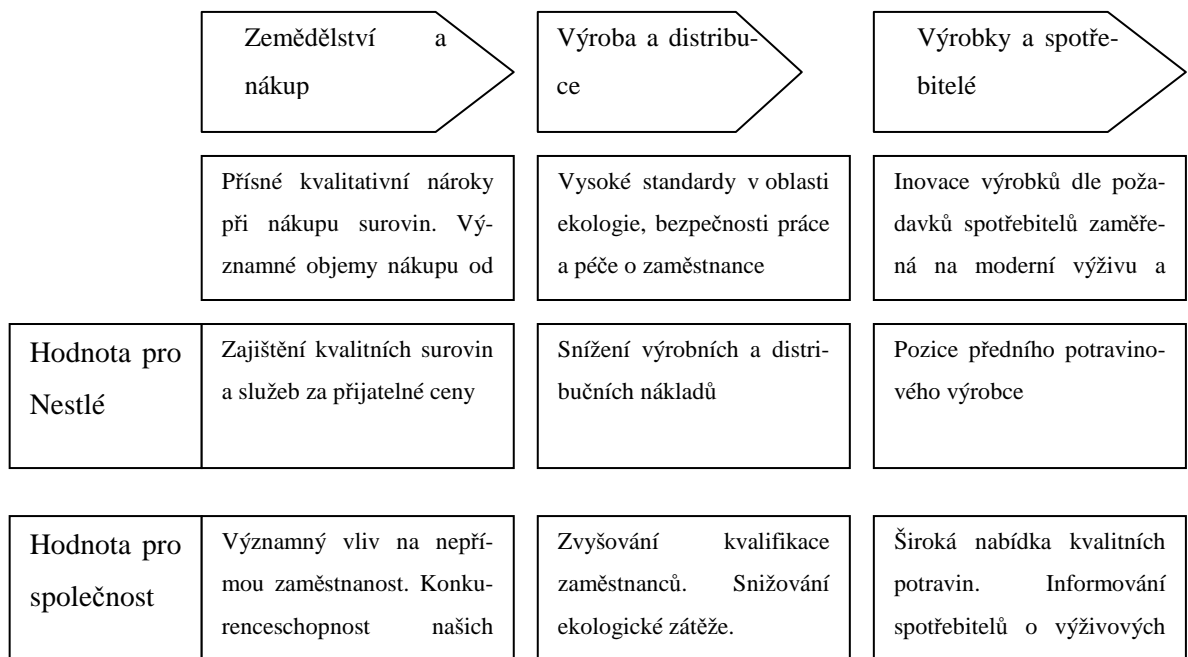 Zemědělství a
nákup
Výroba a distribu-
ce
Výrobky a spotře-
bitelé
Přísné kvalitativní nároky
při nákupu surovin. Vý-
znamné objemy nákupu od
Vysoké standardy v oblasti
ekologie, bezpečnosti práce
a péče o zaměstnance
Inovace výrobků dle poža-
davků spotřebitelů zaměře-
ná na moderní výživu a
Hodnota pro
Nestlé
Zajištění kvalitních surovin
a služeb za přijatelné ceny
Snížení výrobních a distri-
bučních nákladů
Pozice předního potravino-
vého výrobce
Hodnota pro
společnost
Významný vliv na nepří-
mou zaměstnanost. Konku-
renceschopnost našich
Zvyšování kvalifikace
zaměstnanců. Snižování
ekologické zátěže.
Široká nabídka kvalitních
potravin. Informování
spotřebitelů o výživových